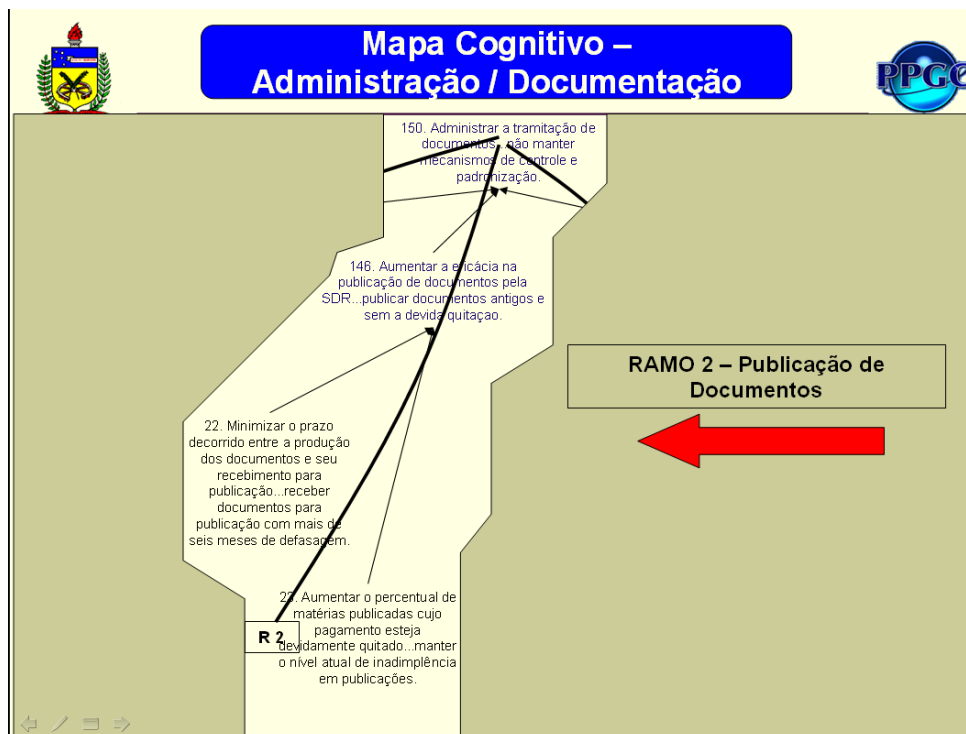 Mapa Cognitivo –
Administração / Documentação
PPGC
150. Administrar a tramitação de
documentos...não manter
mecanismos de controle e
padronização.
146. Aumentar a eficácia na
publicação de documentos pela
SDR...publicar documentos antigos e
sem a devida quitaçao.
RAMO 2 – Publicação de
Documentos
22. Minimizar o prazo
decorrido entre a produção
dos documentos e seu
recebimento para
publicação...receber
documentos para
publicação com mais de
seis meses de defasagem.
23. Aumentar o percentual de
matérias publicadas cujo
pagamento esteja
devidamente quitado...manter
o nível atual de inadimplência
em publicações.
R 2